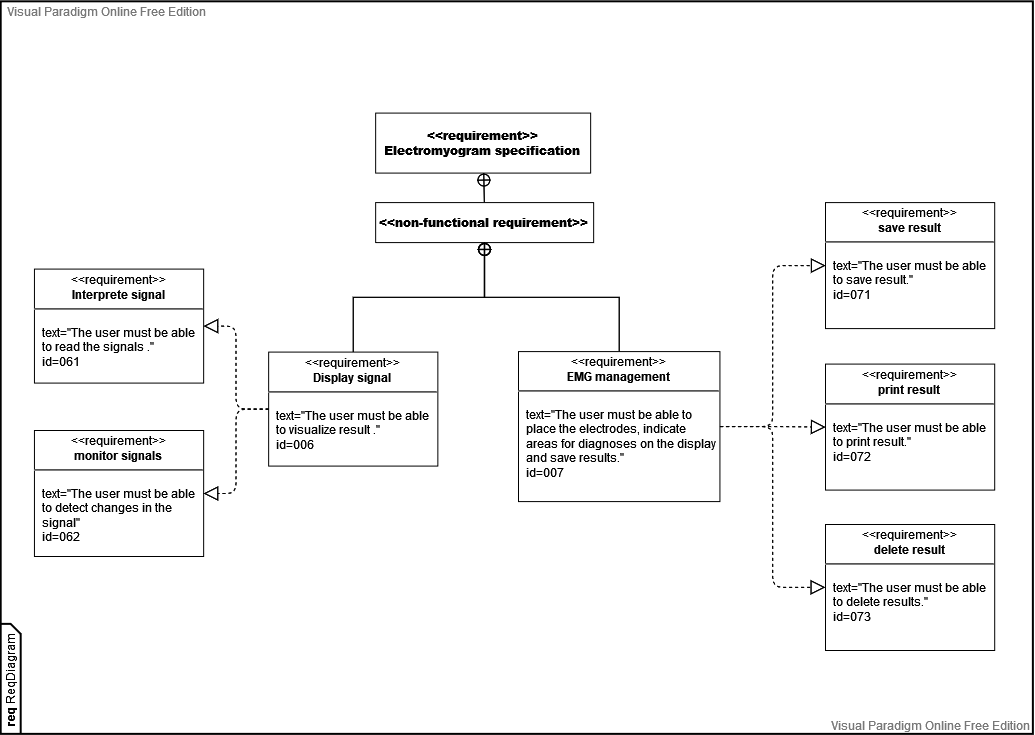 Visual Paradigm Online Free Edition
<<requirement>>
Electromyogram specification
<<non-functional requirement>>
<<requirement>>
Interprete signal
text="The user must be able
to read the signals ."
id=061
<<requirement>>
monitor signals
text="The user must be able
to detect changes in the
signal"
id=062
<<requirement>>
Display signal
text="The user must be able
to visualize result ."
id=006
<<requirement>>
EMG management
text="The user must be able to
place the electrodes, indicate
areas for diagnoses on the display
and save results."
id=007
<<requirement>>
save result
text="The user must be able
to save result."
id=071
<<requirement>>
print result
text="The user must be able
to print result."
id=072
<<requirement>>
delete result
text="The user must be able
to delete results."
id=073
req ReqDiagram
Visual Paradigm Online Free Edition